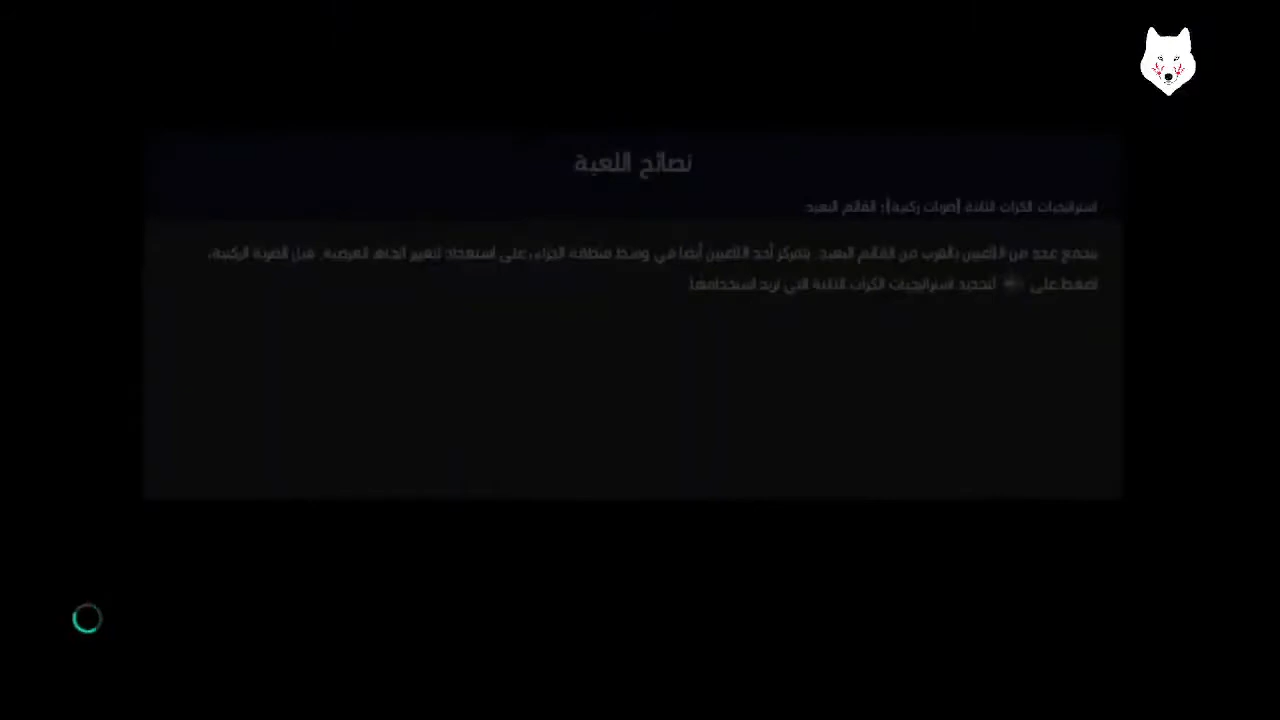 نصائح اللعبة
استراتيجيات الكرات الثابتة [ضربات ركنية]: القائم البعيد
يتجمع عدد من اللاعبين بالقرب من القائم البعيد. يتمركز أحد اللاعبين أيضًا في وسط منطقة الجزاء، على استعداد لتغيير اتجاه العرضية. قبل الضربة الركنية،
اضغط على لتحديد استراتيجيات الكرات الثابتة التي تريد استخدامها